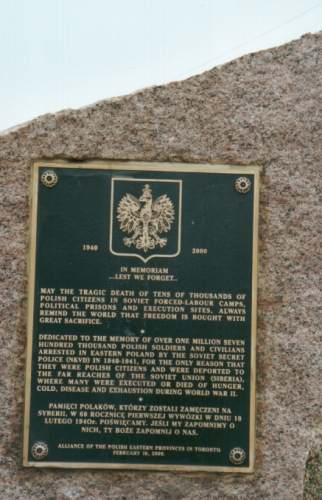 1940 2000
IN MEMORIAM
...LEST WE FORGET...
MAY THE TRAGIC DEATH OF TENS OF THOUSANDS OF
POLISH CITIZENS IN SOVIET FORCED-LABOUR CAMPS,
POLITICAL PRISONS AND EXECUTION SITES, ALWAYS
REMIND THE WORLD THAT FREEDOM IS BOUGHT WITH
GREAT SACRIFICE.
DEDICATED TO THE MEMORY OF OVER ONE MILLION SEVEN
HUNDRED THOUSAND POLISH SOLDIERS AND CIVILIANS
ARRESTED IN EASTERN POLAND BY THE SOVIET SECRET
POLICE (NKVD) IN 1940-1941, FOR THE ONLY REASON THAT
THEY WERE POLISH CITIZENS AND WERE DEPORTED TO
THE FAR REACHES OF THE SOVIET UNION (SIBERIA),
WHERE MANY WERE EXECUTED OR DIED OF HUNGER,
COLD, DISEASE AND EXHAUSTION DURING WORLD WAR II.
PAMIĘCI POLAKÓW, KTÓRZY ZOSTALI ZAMĘCZENI NA
SYBERII, W 60 ROCZNICĘ PIERWSZEJ WYWÓZKI W DNIU 10
LUTEGO 1940r. POŚWIĘCAMY. JEŚLI MY ZAPOMNIMY O
NICH, TY BOŻE ZAPOMNIJ O NAS.
ALLIANCE OF THE POLISH EASTERN PROVINCES IN TORONTO
FEBRUARY 10, 2000.